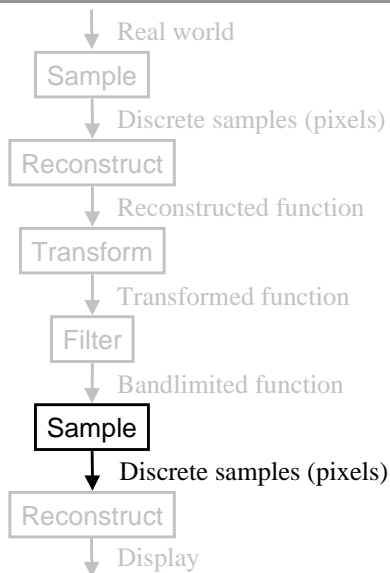 Real world
Sample
Discrete samples (pixels)
Reconstruct
Reconstructed function
Transform
Transformed function
Filter
Bandlimited function
Sample
Discrete samples (pixels)
Reconstruct
Display